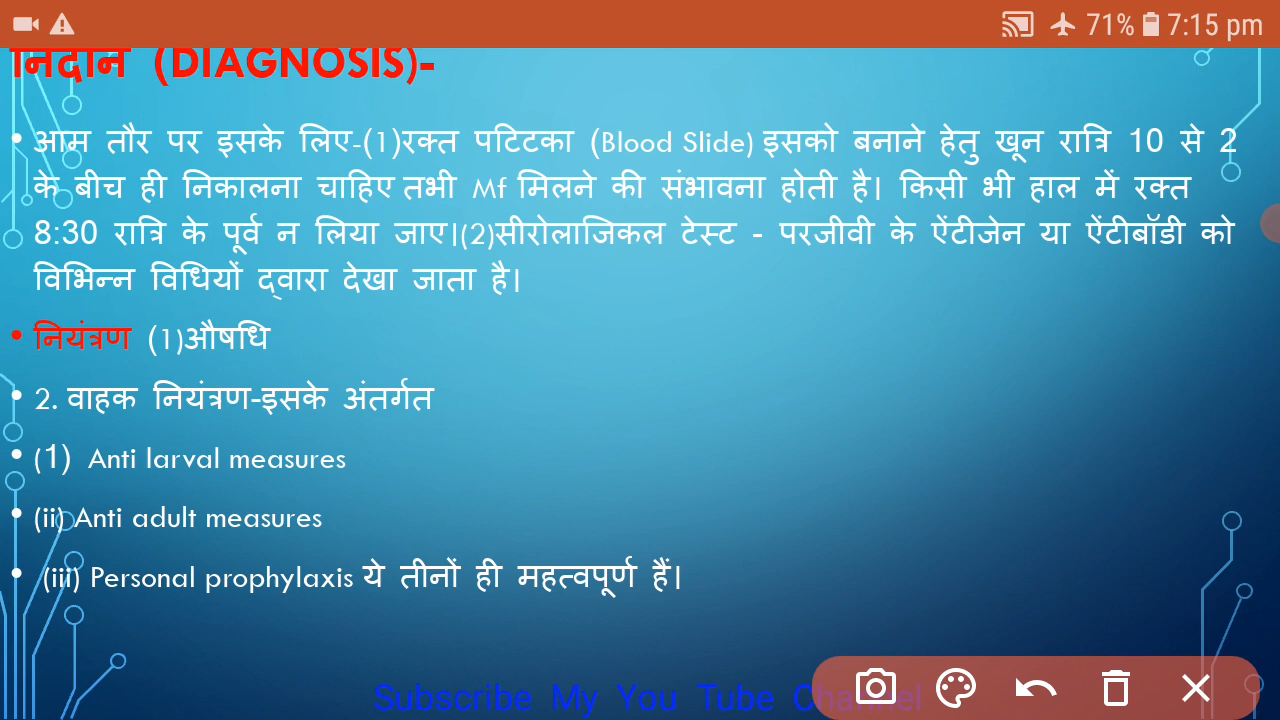 71% 7:15 pm
निदान (DIAGNOSIS)-
• आम तौर पर इसके लिए-(1)रक्त पटिटका (Blood Slide) इसको बनाने हेतु खून रात्रि 10 से 2
के बीच ही निकालना चाहिए तभी Mf मिलने की संभावना होती है। किसी भी हाल में रक्त
8:30 रात्रि के पूर्व न लिया जाए।(2)सीरोलाजिकल टेस्ट - परजीवी के ऐंटीजेन या ऐंटीबॉडी को
विभिन्न विधियों द्वारा देखा जाता है।
• नियंत्रण (1)औषधि
• 2. वाहक नियंत्रण-इसके अंतर्गत
• (1) Anti larval measures
• (ii) Anti adult measures
• (iii) Personal prophylaxis ये तीनों ही महत्वपूर्ण हैं।
Subscribe My You Tube Channel